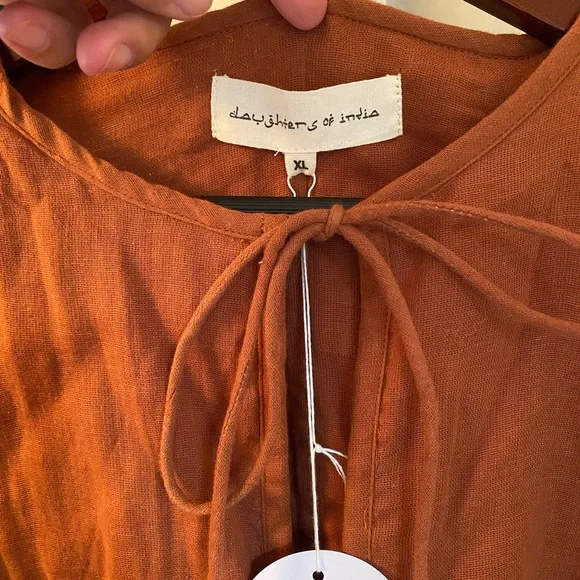 daughters of india
XL